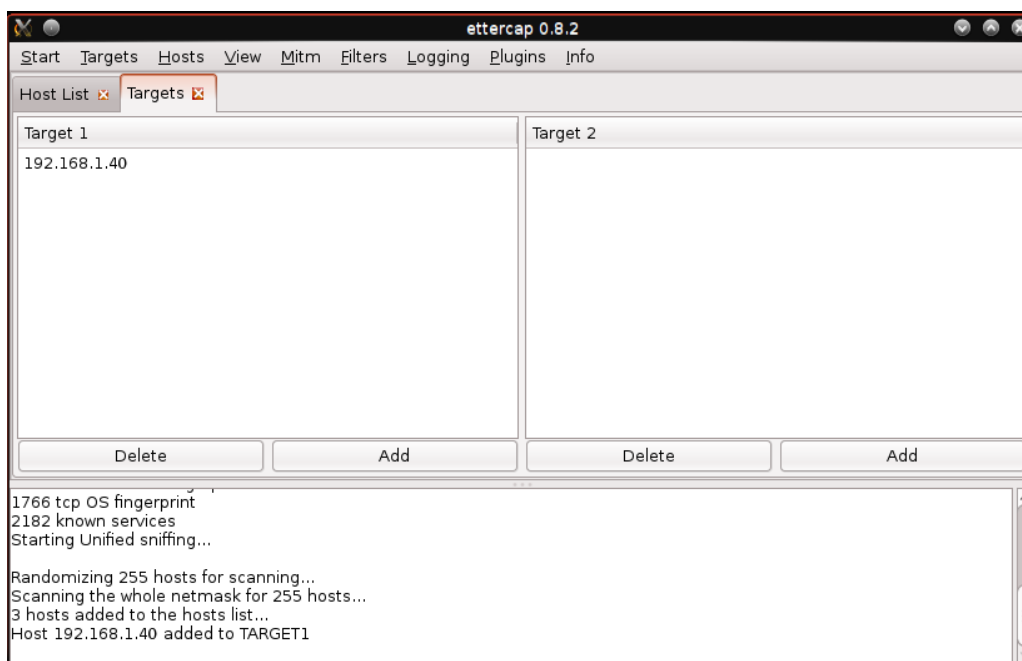 ettercap 0.8.2
Start Targets Hosts View Mitm Filters Logging Plugins Info
Host List Targets
Target 1 Target 2
192.168.1.40
Delete Add Delete Add
1766 tcp OS fingerprint
2182 known services
Starting Unified sniffing...
Randomizing 255 hosts for scanning...
Scanning the whole netmask for 255 hosts...
3 hosts added to the hosts list...
Host 192.168.1.40 added to TARGET1